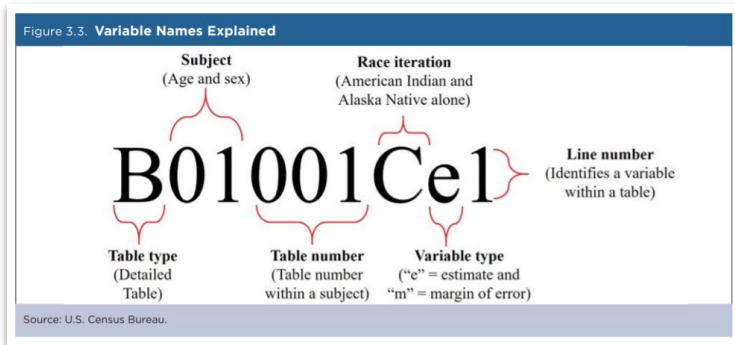 Figure 3.3. Variable Names Explained
Subject
(Age and sex)
Race iteration
(American Indian and
Alaska Native alone)
B01001Ce1
Line number
(Identifies a variable
within a table)
Table type
(Detailed
Table)
Table number
(Table number
within a subject)
Variable type
(“e” = estimate and
“m” = margin of error)
Source: U.S. Census Bureau.